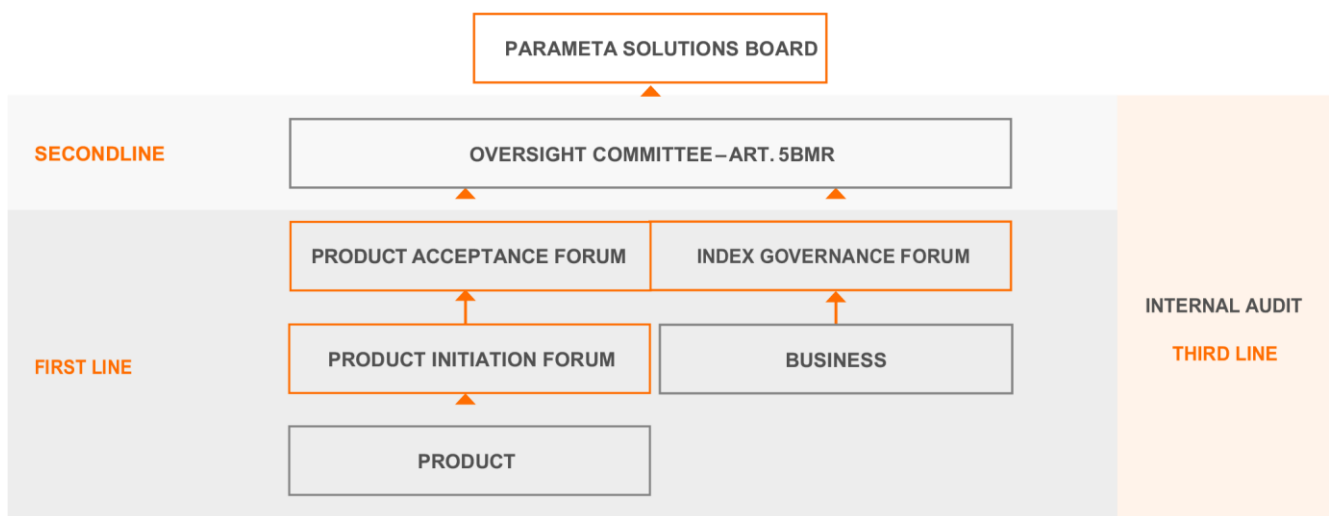 PARAMETA SOLUTIONS BOARD
SECONDLINE
OVERSIGHT COMMITTEE–ART. 5BMR
PRODUCT ACCEPTANCE FORUM
INDEX GOVERNANCE FORUM
INTERNAL AUDIT
THIRD LINE
FIRST LINE
PRODUCT INITIATION FORUM
BUSINESS
PRODUCT